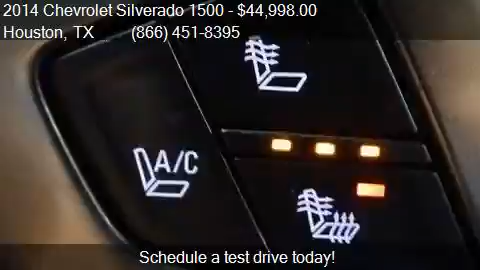 2014 Chevrolet Silverado 1500 - $44,998.00
Houston, TX (866) 451-8395
A/C
Schedule a test drive today!